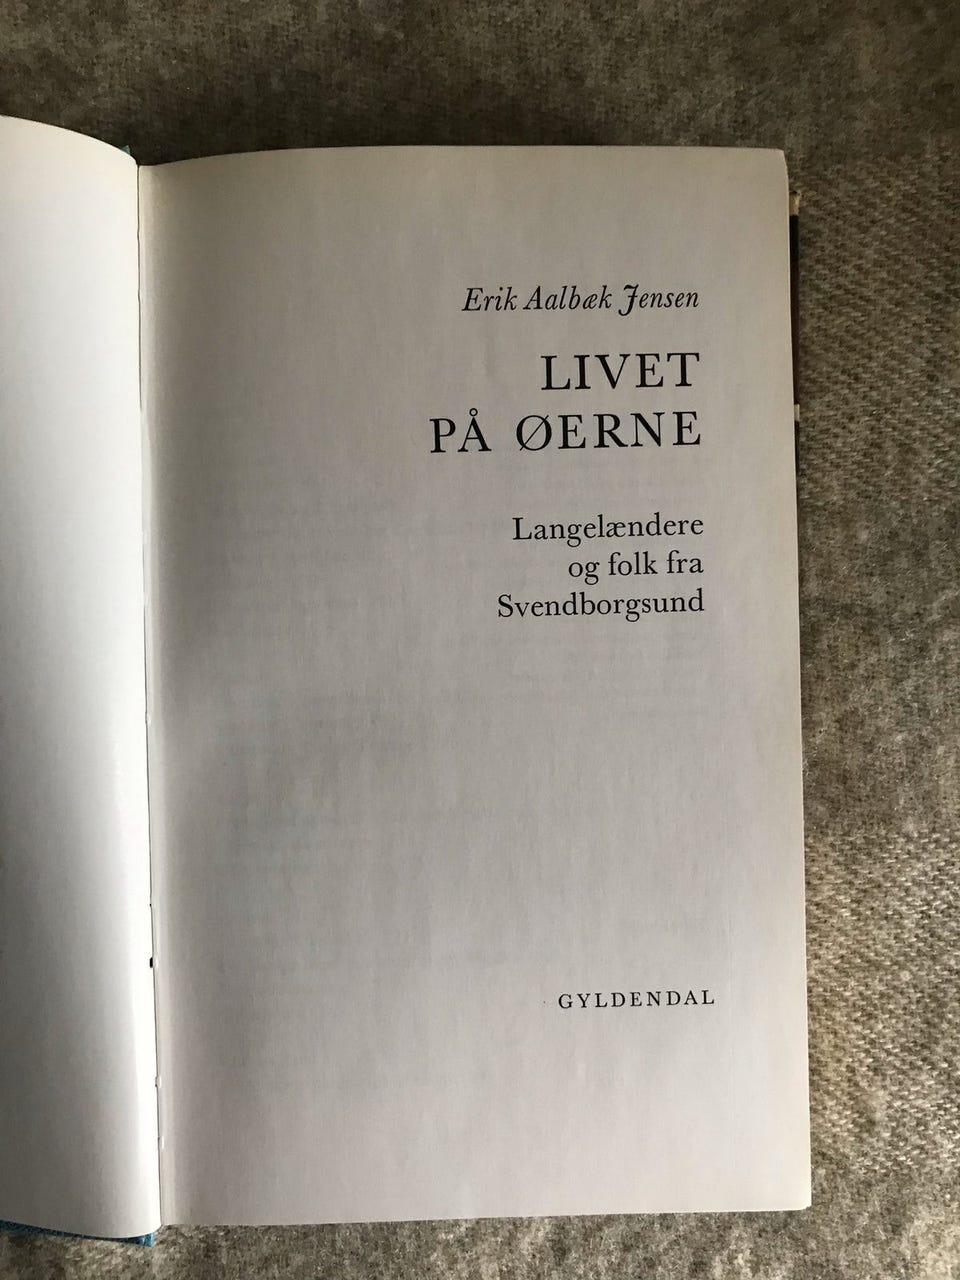 Erik Aalbæk Jensen
LIVET
PÅ ØERNE
Langelændere
og folk fra
Svendborgsund
GYLDENDAL